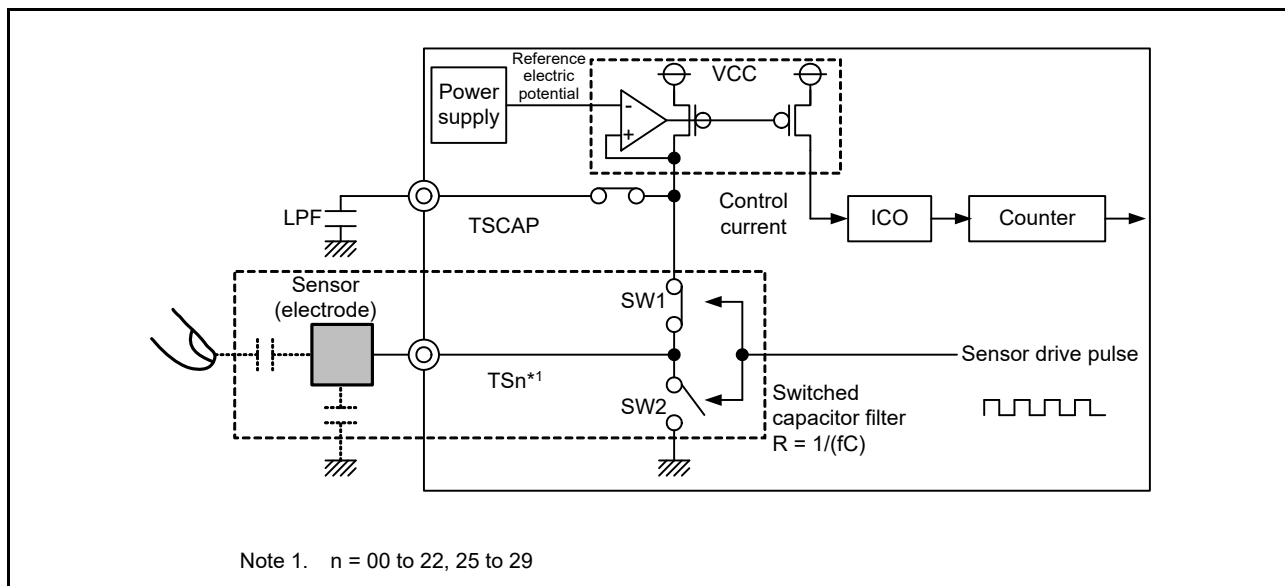 Power
supply
Reference
electric
potential
VCC
-
+
LPF
TSCAP
Control
current
ICO
Counter
Sensor
(electrode)
SW1
TSn*1
Sensor drive pulse
SW2
Switched
capacitor filter
R = 1/(fC)
Note 1. n = 00 to 22, 25 to 29